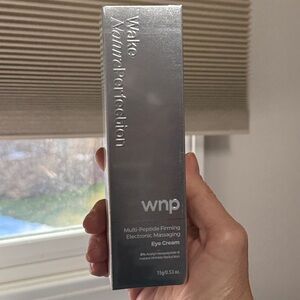 Wake
NaturePerfection
wnp
Multi-Peptide Firming
Electronic Massaging
Eye Cream
15g/0.53 oz.